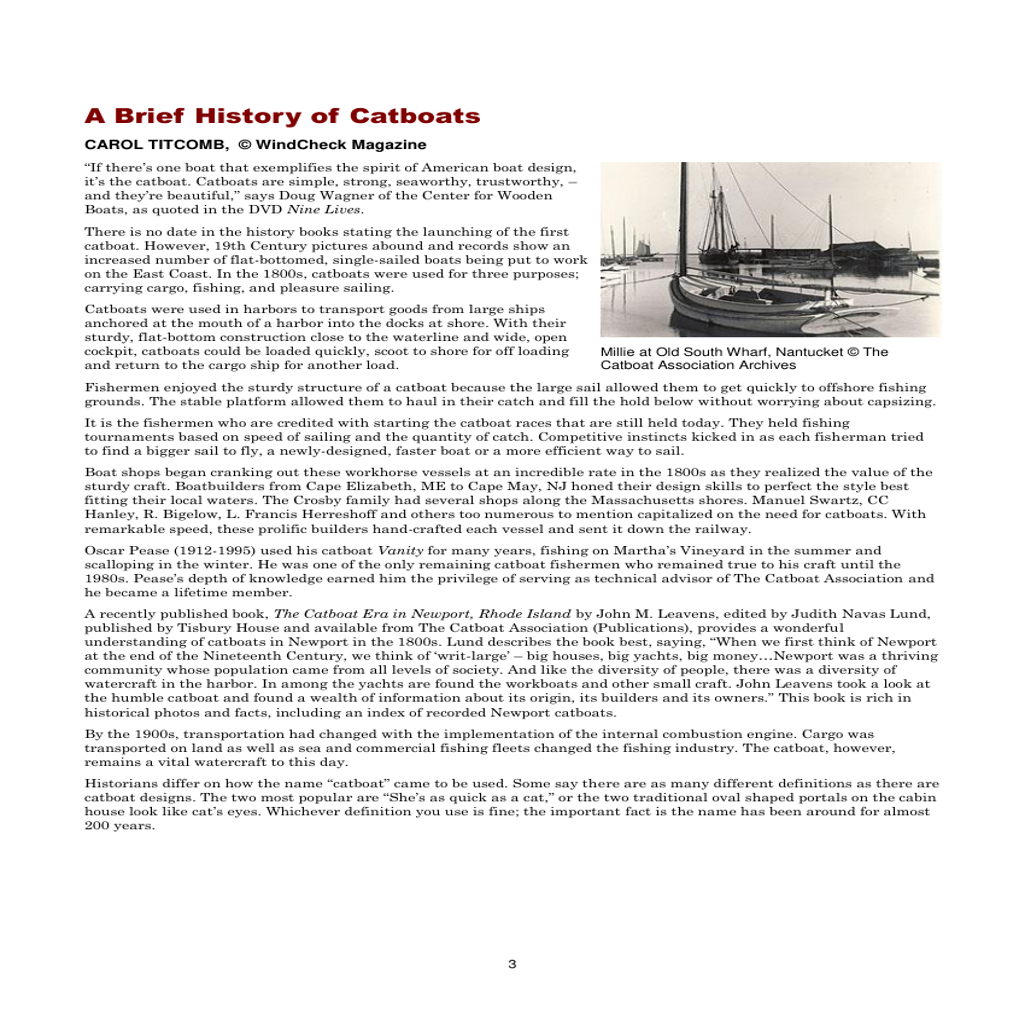 A Brief History of Catboats
CAROL TITCOMB, © WindCheck Magazine
“If there’s one boat that exemplifies the spirit of American boat design,
it’s the catboat. Catboats are simple, strong, seaworthy, trustworthy, –
and they’re beautiful,” says Doug Wagner of the Center for Wooden
Boats, as quoted in the DVD Nine Lives.
There is no date in the history books stating the launching of the first
catboat. However, 19th Century pictures abound and records show an
increased number of flat-bottomed, single-sailed boats being put to work
on the East Coast. In the 1800s, catboats were used for three purposes;
carrying cargo, fishing, and pleasure sailing.
Catboats were used in harbors to transport goods from large ships
anchored at the mouth of a harbor into the docks at shore. With their
sturdy, flat-bottom construction close to the waterline and wide, open
cockpit, catboats could be loaded quickly, scoot to shore for off loading
and return to the cargo ship for another load.
Millie at Old South Wharf, Nantucket © The
Catboat Association Archives
Fishermen enjoyed the sturdy structure of a catboat because the large sail allowed them to get quickly to offshore fishing
grounds. The stable platform allowed them to haul in their catch and fill the hold below without worrying about capsizing.
It is the fishermen who are credited with starting the catboat races that are still held today. They held fishing
tournaments based on speed of sailing and the quantity of catch. Competitive instincts kicked in as each fisherman tried
to find a bigger sail to fly, a newly-designed, faster boat or a more efficient way to sail.
Boat shops began cranking out these workhorse vessels at an incredible rate in the 1800s as they realized the value of the
sturdy craft. Boatbuilders from Cape Elizabeth, ME to Cape May, NJ honed their design skills to perfect the style best
fitting their local waters. The Crosby family had several shops along the Massachusetts shores. Manuel Swartz, CC
Hanley, R. Bigelow, L. Francis Herreshoff and others too numerous to mention capitalized on the need for catboats. With
remarkable speed, these prolific builders hand-crafted each vessel and sent it down the railway.
Oscar Pease (1912-1995) used his catboat Vanity for many years, fishing on Martha’s Vineyard in the summer and
scalloping in the winter. He was one of the only remaining catboat fishermen who remained true to his craft until the
1980s. Pease’s depth of knowledge earned him the privilege of serving as technical advisor of The Catboat Association and
he became a lifetime member.
A recently published book, The Catboat Era in Newport, Rhode Island by John M. Leavens, edited by Judith Navas Lund,
published by Tisbury House and available from The Catboat Association (Publications), provides a wonderful
understanding of catboats in Newport in the 1800s. Lund describes the book best, saying, “When we first think of Newport
at the end of the Nineteenth Century, we think of ‘writ-large’ – big houses, big yachts, big money…Newport was a thriving
community whose population came from all levels of society. And like the diversity of people, there was a diversity of
watercraft in the harbor. In among the yachts are found the workboats and other small craft. John Leavens took a look at
the humble catboat and found a wealth of information about its origin, its builders and its owners.” This book is rich in
historical photos and facts, including an index of recorded Newport catboats.
By the 1900s, transportation had changed with the implementation of the internal combustion engine. Cargo was
transported on land as well as sea and commercial fishing fleets changed the fishing industry. The catboat, however,
remains a vital watercraft to this day.
Historians differ on how the name “catboat” came to be used. Some say there are as many different definitions as there are
catboat designs. The two most popular are “She’s as quick as a cat,” or the two traditional oval shaped portals on the cabin
house look like cat’s eyes. Whichever definition you use is fine; the important fact is the name has been around for almost
200 years.
3